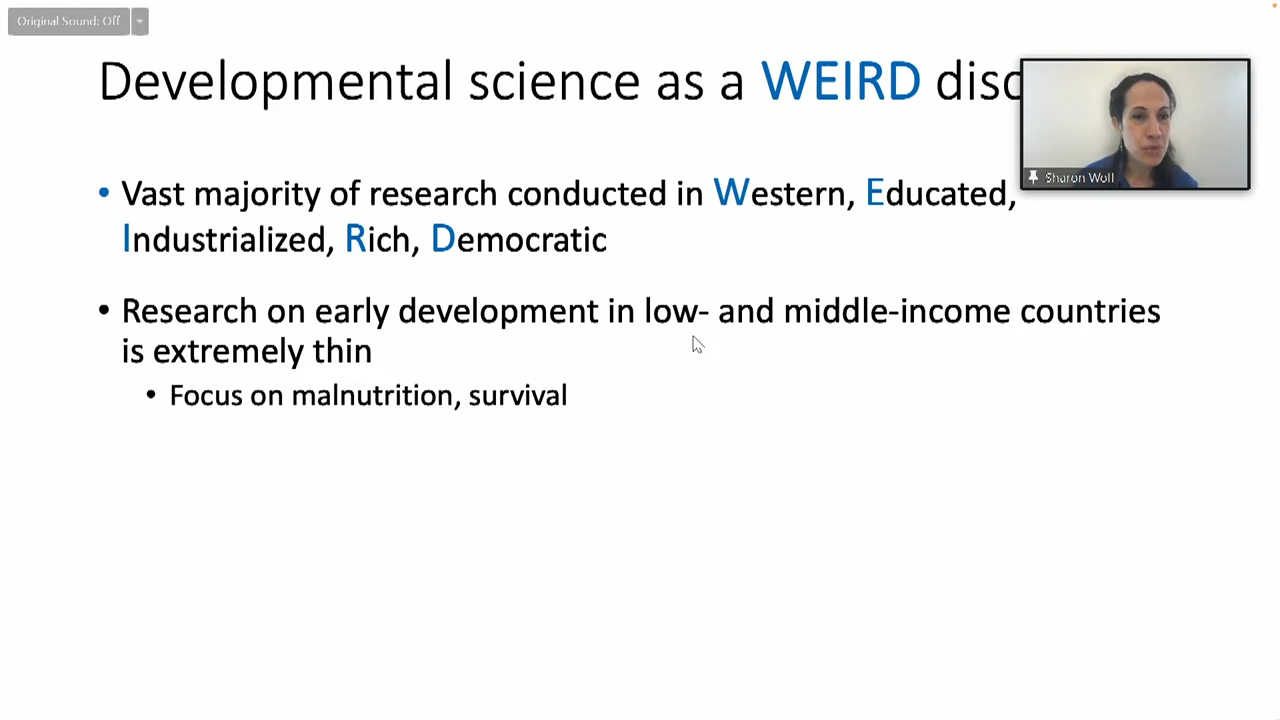 Original Sound: Off
Developmental science as a WEIRD disc
• Vast majority of research conducted in Western, Educated,
Industrialized, Rich, Democratic
Sharon Woll
• Research on early development in low- and middle-income countries
is extremely thin
• Focus on malnutrition, survival